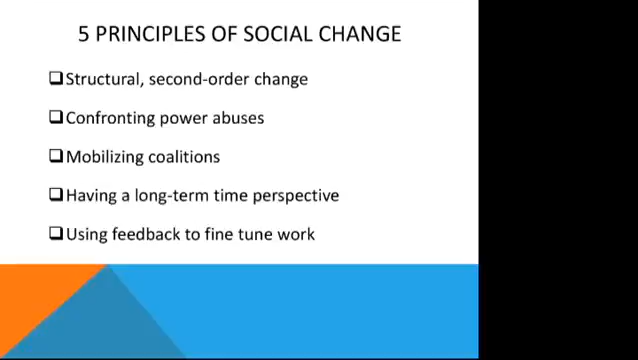 5 PRINCIPLES OF SOCIAL CHANGE
❑Structural, second-order change
❑Confronting power abuses
❑Mobilizing coalitions
❑Having a long-term time perspective
❑Using feedback to fine tune work